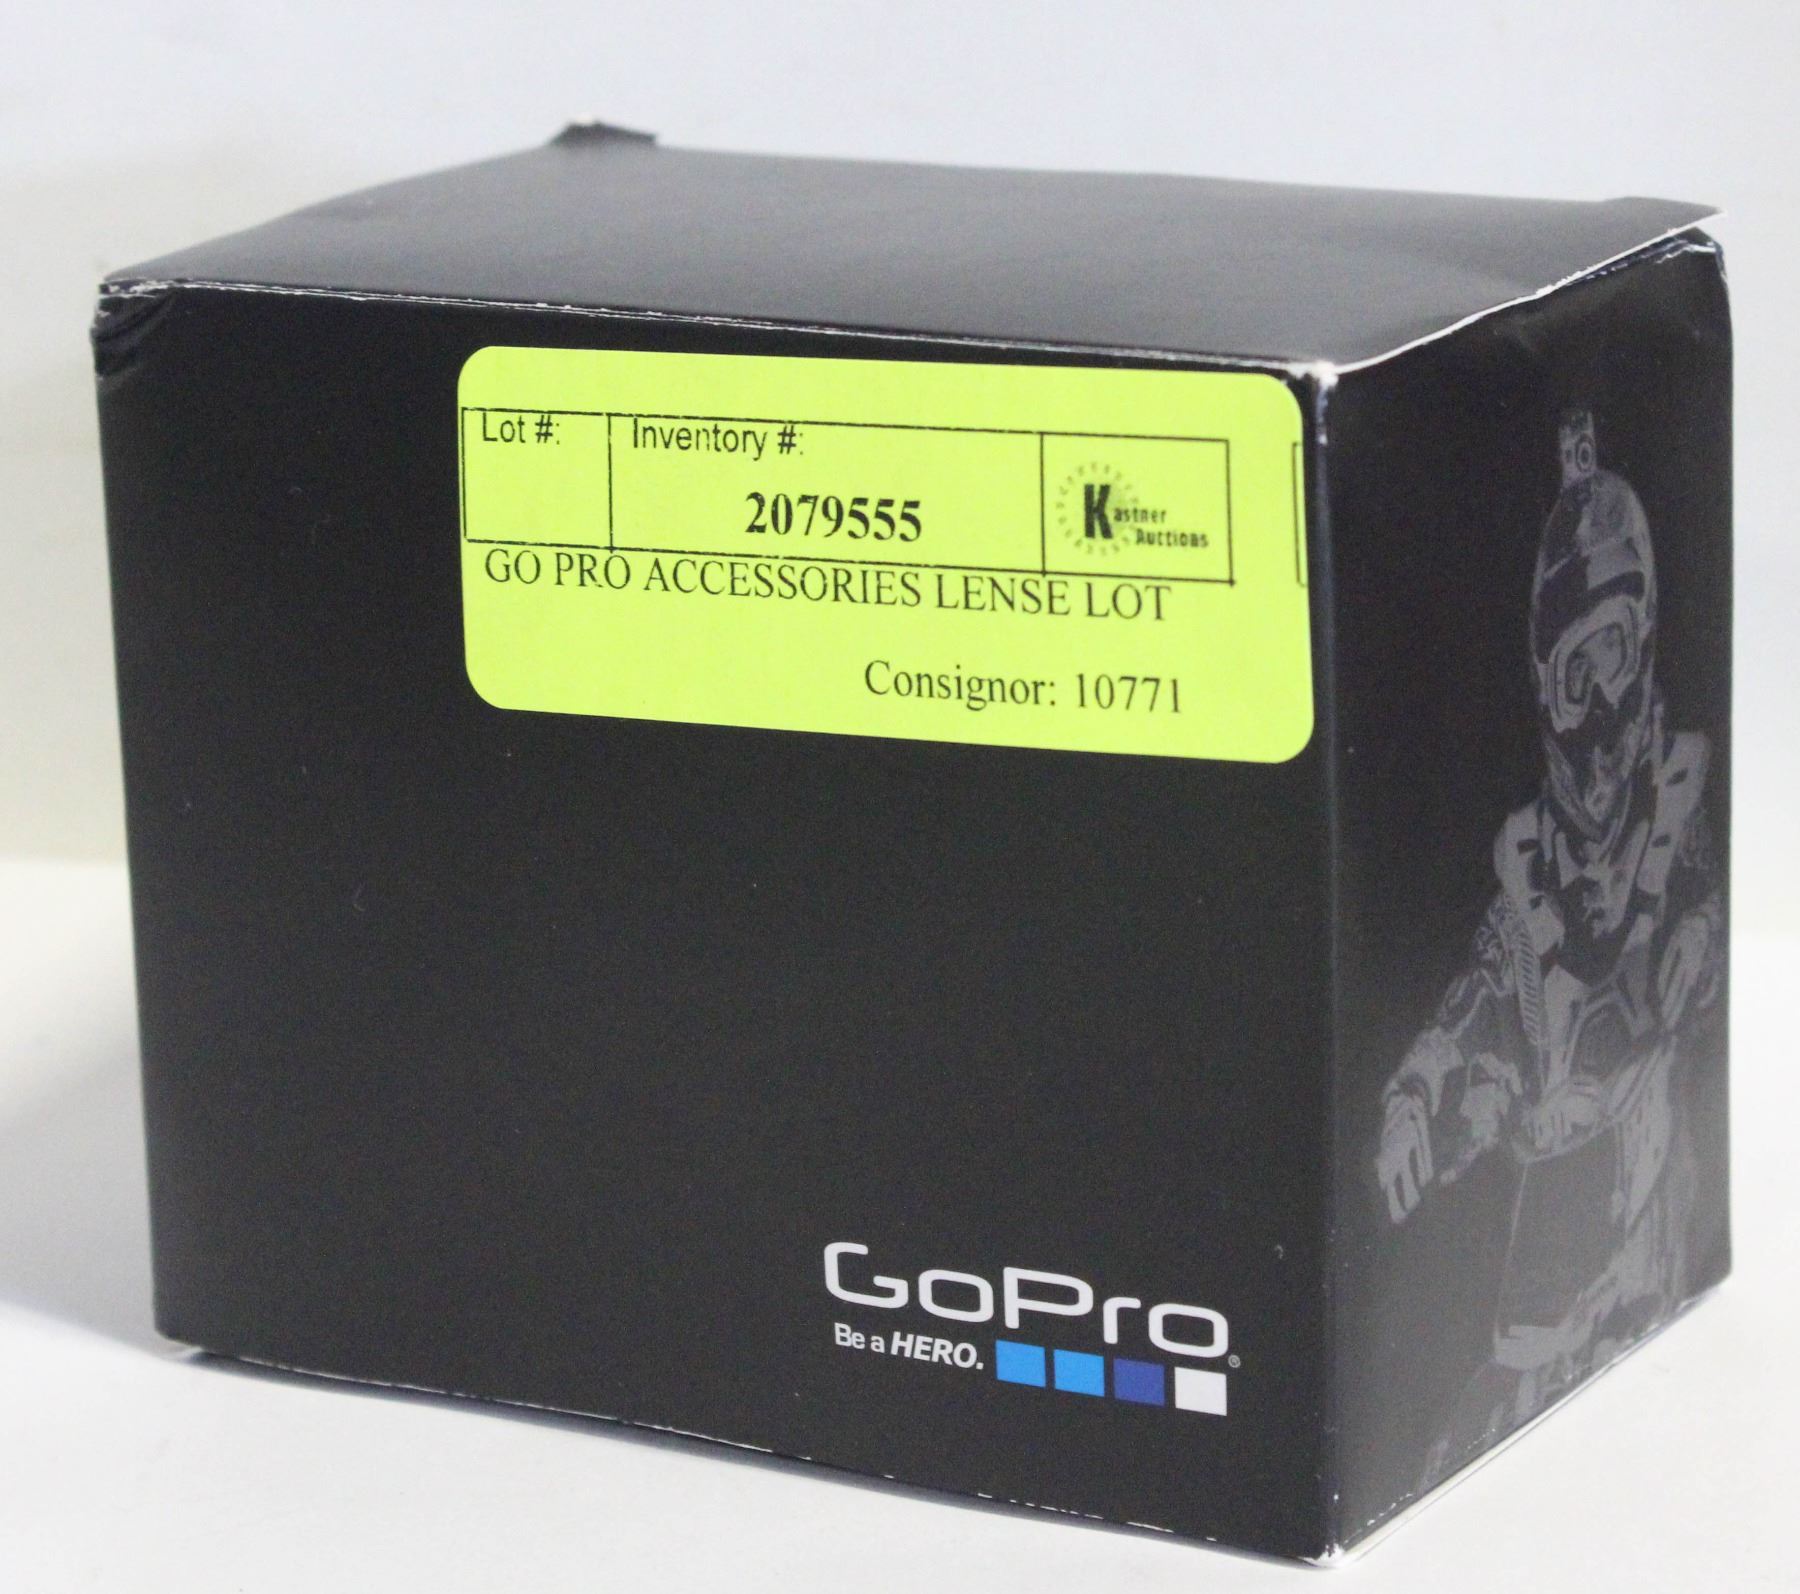 Lot #: Inventory #:
2079555
Kastner
Auctions
GO PRO ACCESSORIES LENSE LOT
Consignor: 10771
GoPro®
Be a HERO.